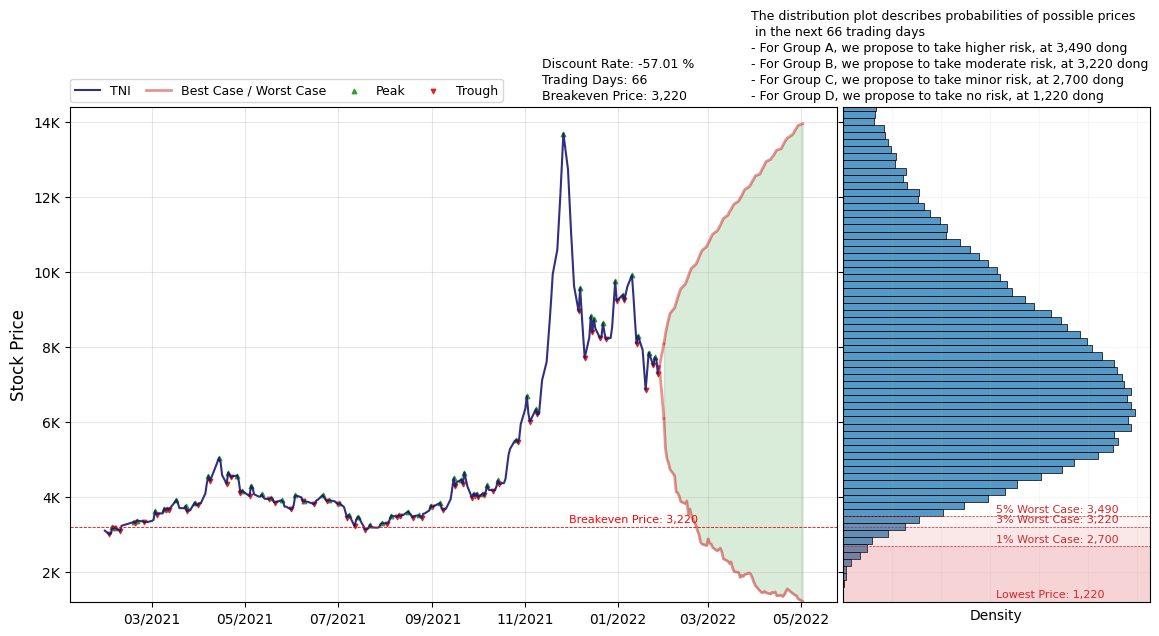 The distribution plot describes probabilities of possible prices
in the next 66 trading days
- For Group A, we propose to take higher risk, at 3,490 dong
- For Group B, we propose to take moderate risk, at 3,220 dong
- For Group C, we propose to take minor risk, at 2,700 dong
- For Group D, we propose to take no risk, at 1,220 dong
Discount Rate: -57.01 %
Trading Days: 66
Breakeven Price: 3,220
TNI
Best Case / Worst Case
Peak
Trough
Stock Price
14K
12K
10K
8K
6K
4K
2K
Breakeven Price: 3,220
5% Worst Case: 3,490
3% Worst Case: 3,220
1% Worst Case: 2,700
Lowest Price: 1,220
03/2021
05/2021
07/2021
09/2021
11/2021
01/2022
03/2022
05/2022
Density